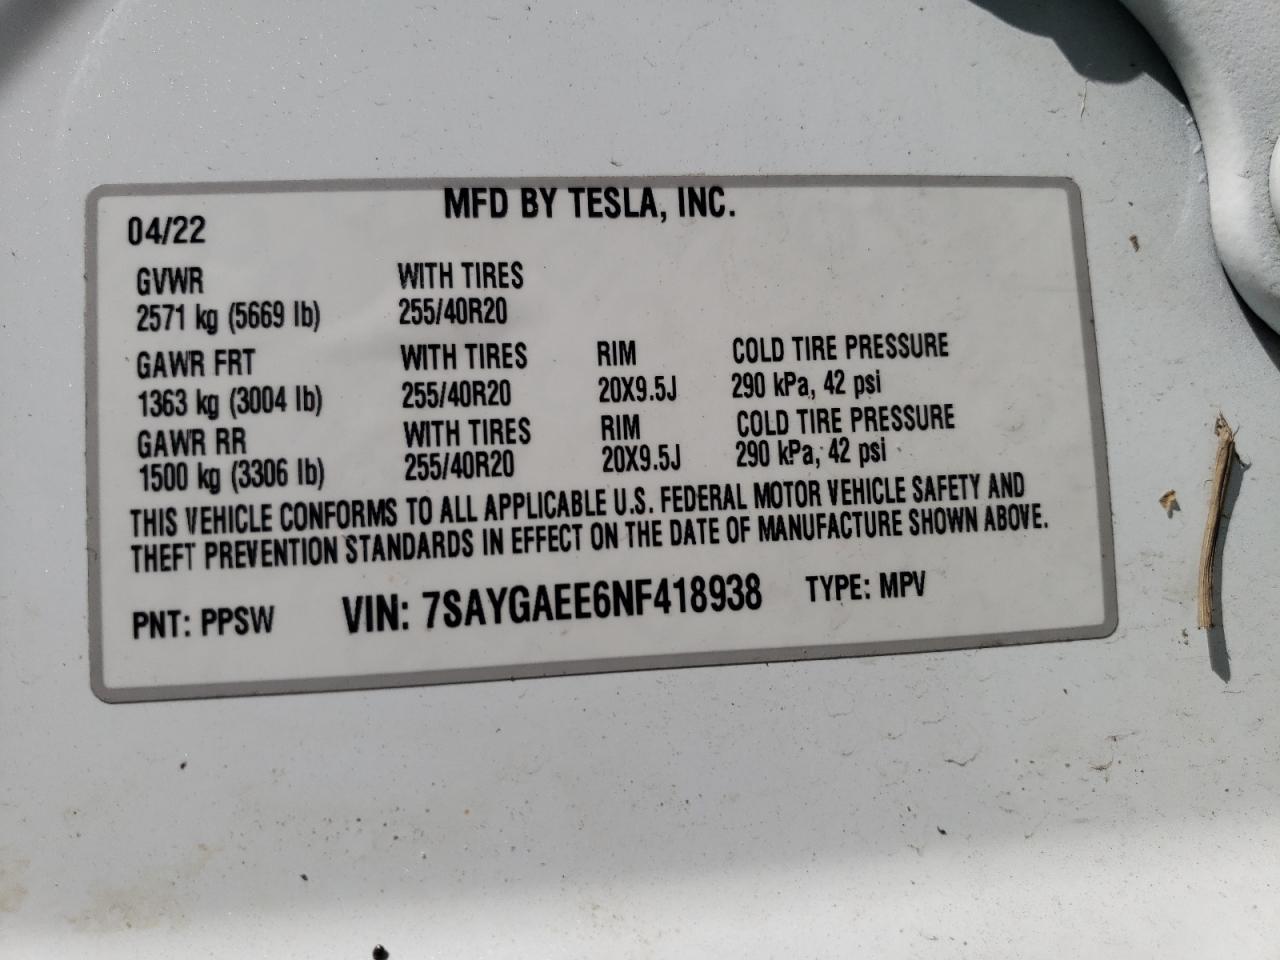 MFD BY TESLA, INC.
04/22
GVWR WITH TIRES
2571 kg (5669 lb) 255/40R20
GAWR FRT WITH TIRES RIM COLD TIRE PRESSURE
1363 kg (3004 lb) 255/40R20 20X9.5J 290 kPa, 42 psi
GAWR RR WITH TIRES RIM COLD TIRE PRESSURE
1500 kg (3306 lb) 255/40R20 20X9.5J 290 kPa, 42 psi
THIS VEHICLE CONFORMS TO ALL APPLICABLE U.S. FEDERAL MOTOR VEHICLE SAFETY AND
THEFT PREVENTION STANDARDS IN EFFECT ON THE DATE OF MANUFACTURE SHOWN ABOVE.
PNT: PPSW VIN: 7SAYGAEE6NF418938 TYPE: MPV